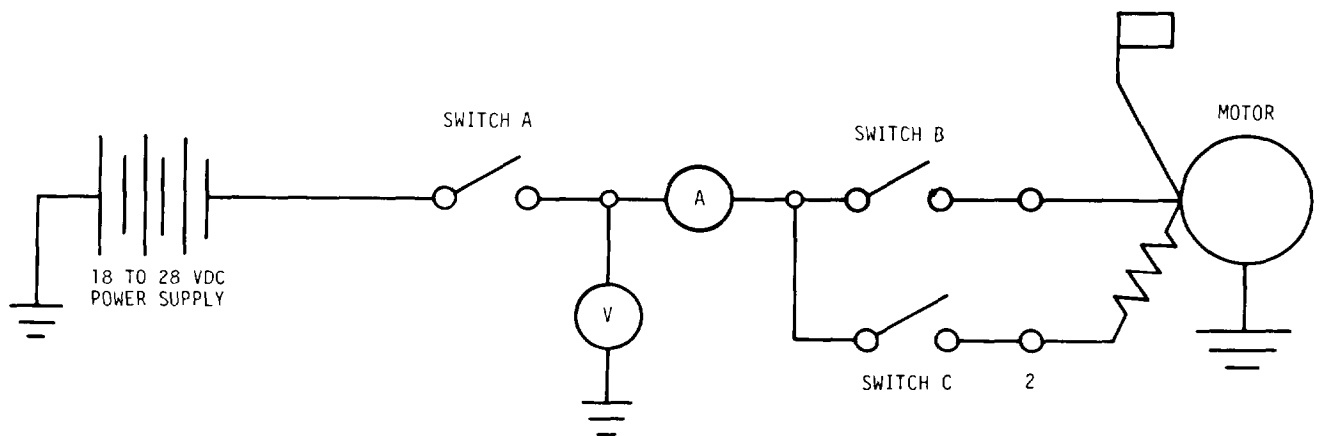 SWITCH A
SWITCH B
MOTOR
A
18 TO 28 VDC
POWER SUPPLY
V
SWITCH C
2